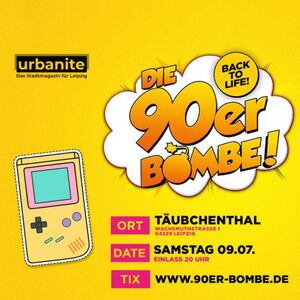 urbanite
Das Stadtmagazin für Leipzig
BACK
TO
LIFE!
DIE
90er
BOMBE!
ORT TÄUBCHENTHAL
WACHSMUTHSTRASSE 1
04229 LEIPZIG
DATE SAMSTAG 09.07.
EINLASS 20 UHR
TIX WWW.90ER-BOMBE.DE